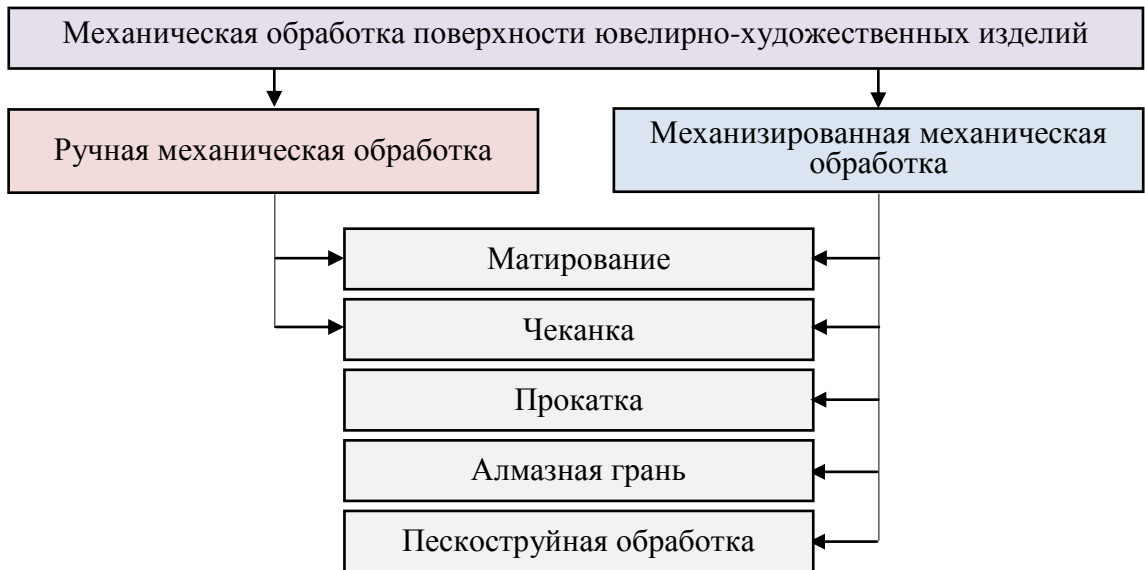 Механическая обработка поверхности ювелирно-художественных изделий
Ручная механическая обработка
Механизированная механическая
обработка
Матирование
Чеканка
Прокатка
Алмазная грань
Пескоструйная обработка